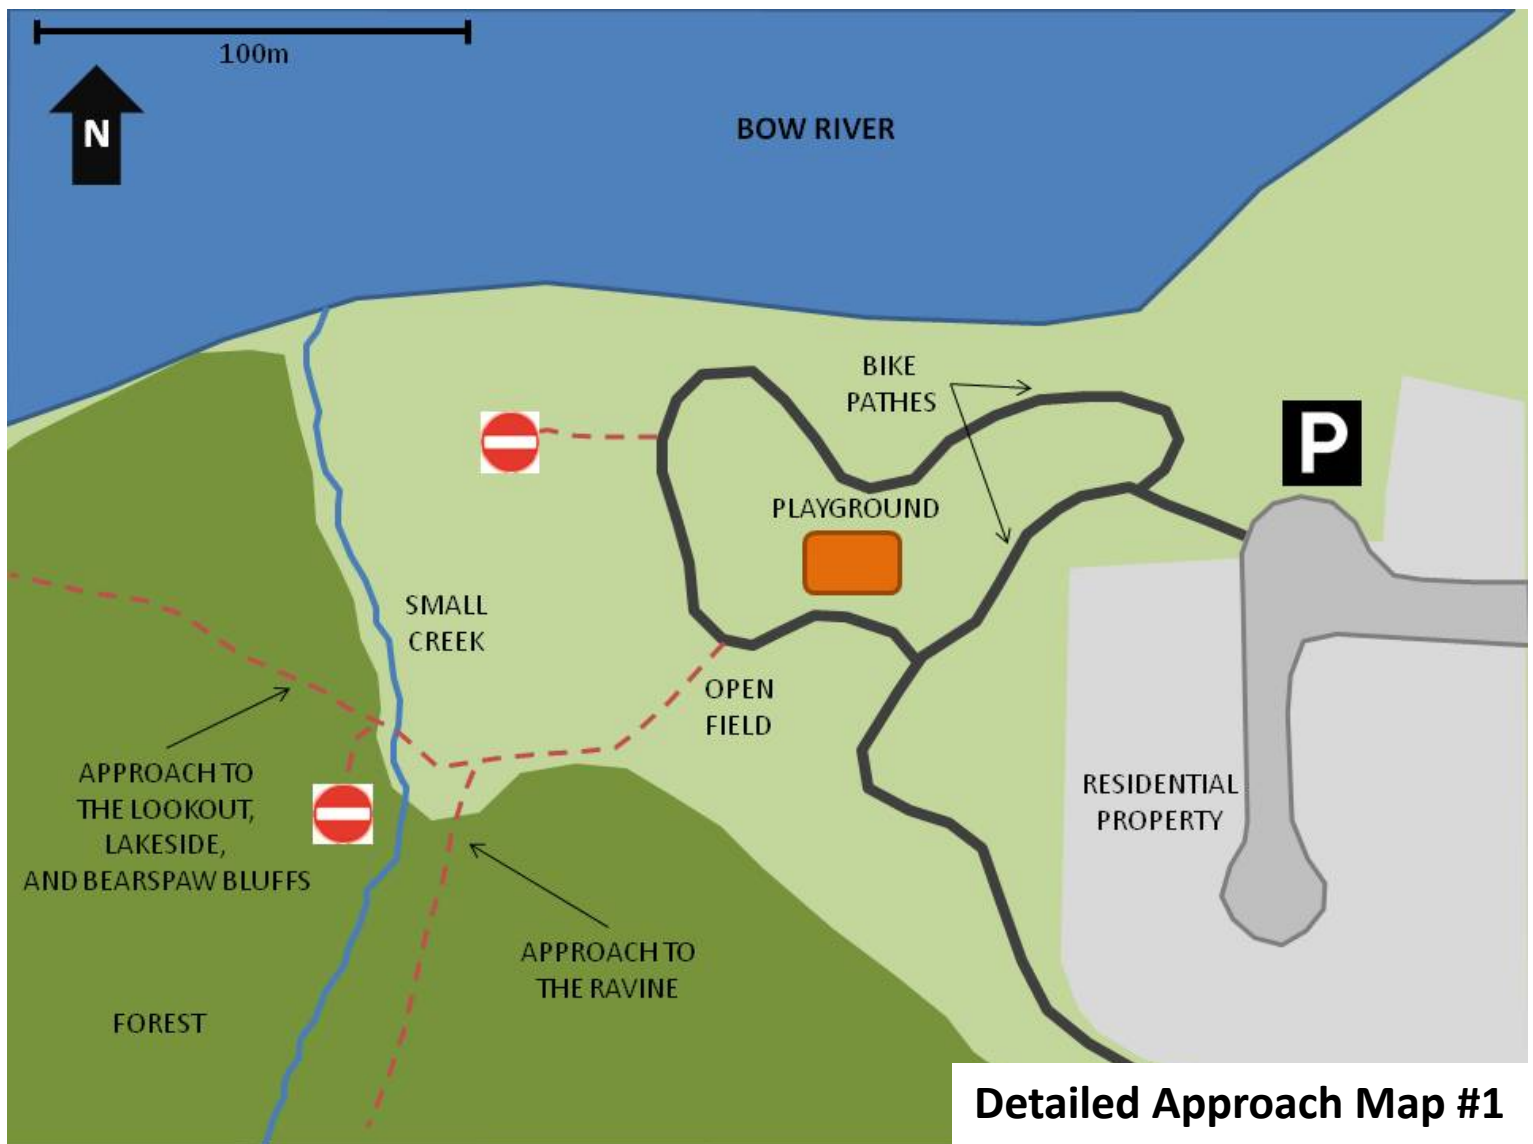 100m
N
BOW RIVER
BIKE
PATHES
P
PLAYGROUND
SMALL
CREEK
OPEN
FIELD
APPROACH TO
THE LOOKOUT,
LAKESIDE,
AND BEARSPAW BLUFFS
RESIDENTIAL
PROPERTY
APPROACH TO
THE RAVINE
FOREST
Detailed Approach Map #1